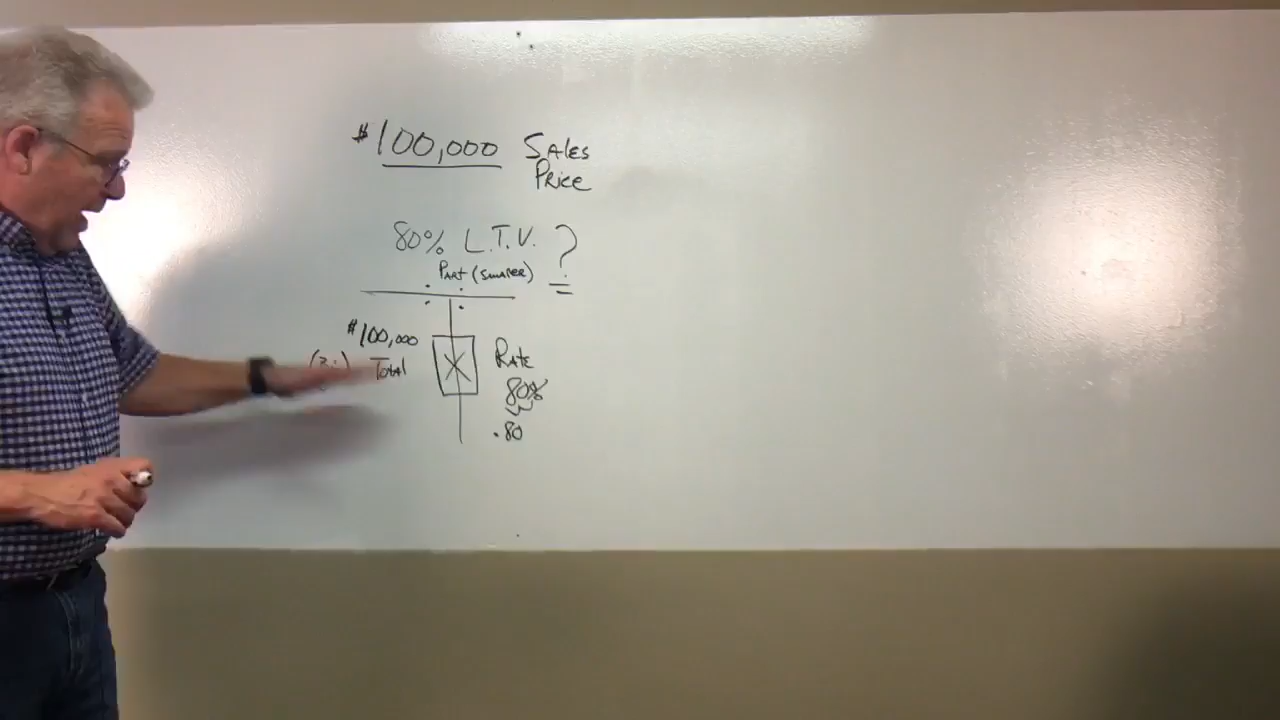 $100,000 Sales
Price
80% L.T.V. ?
Part (smaller)
$100,000
Total
X
Rate
80%
.80